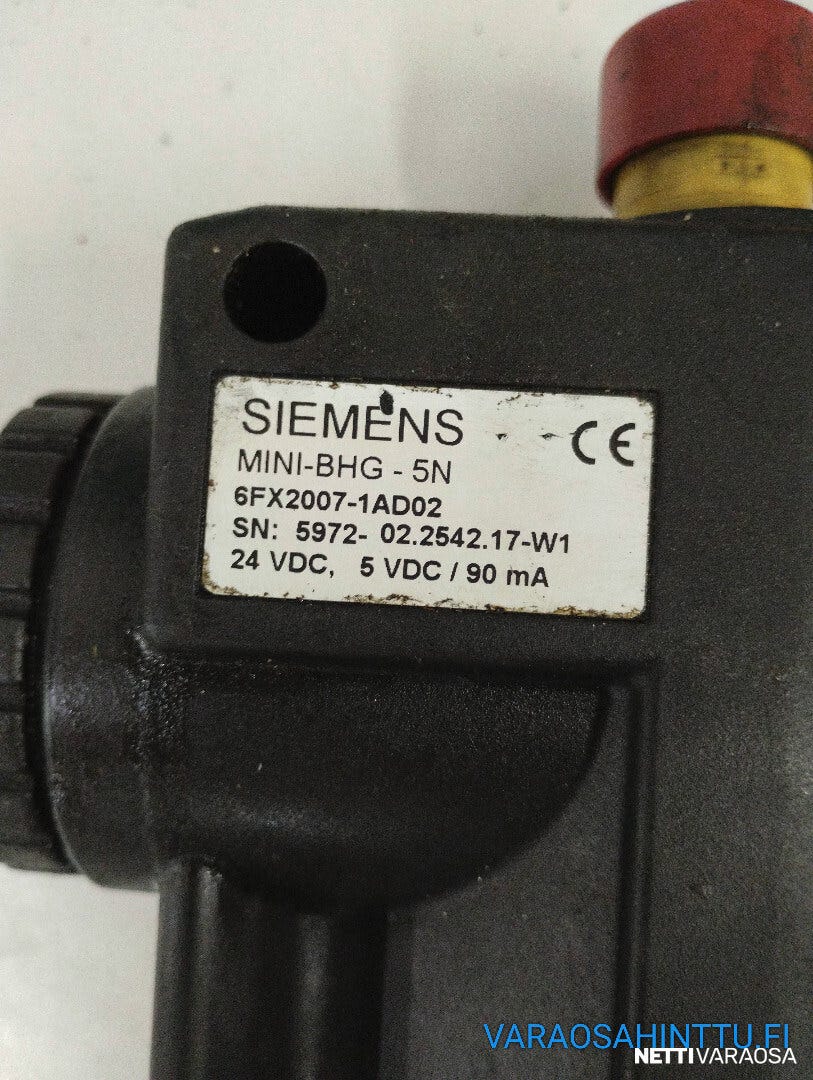 SIEMENS
CE
MINI-BHG - 5N
6FX2007-1AD02
SN: 5972- 02.2542.17-W1
24 VDC, 5 VDC / 90 mA
VARAOSAHINTTU.FI
NETTIVARAOSA